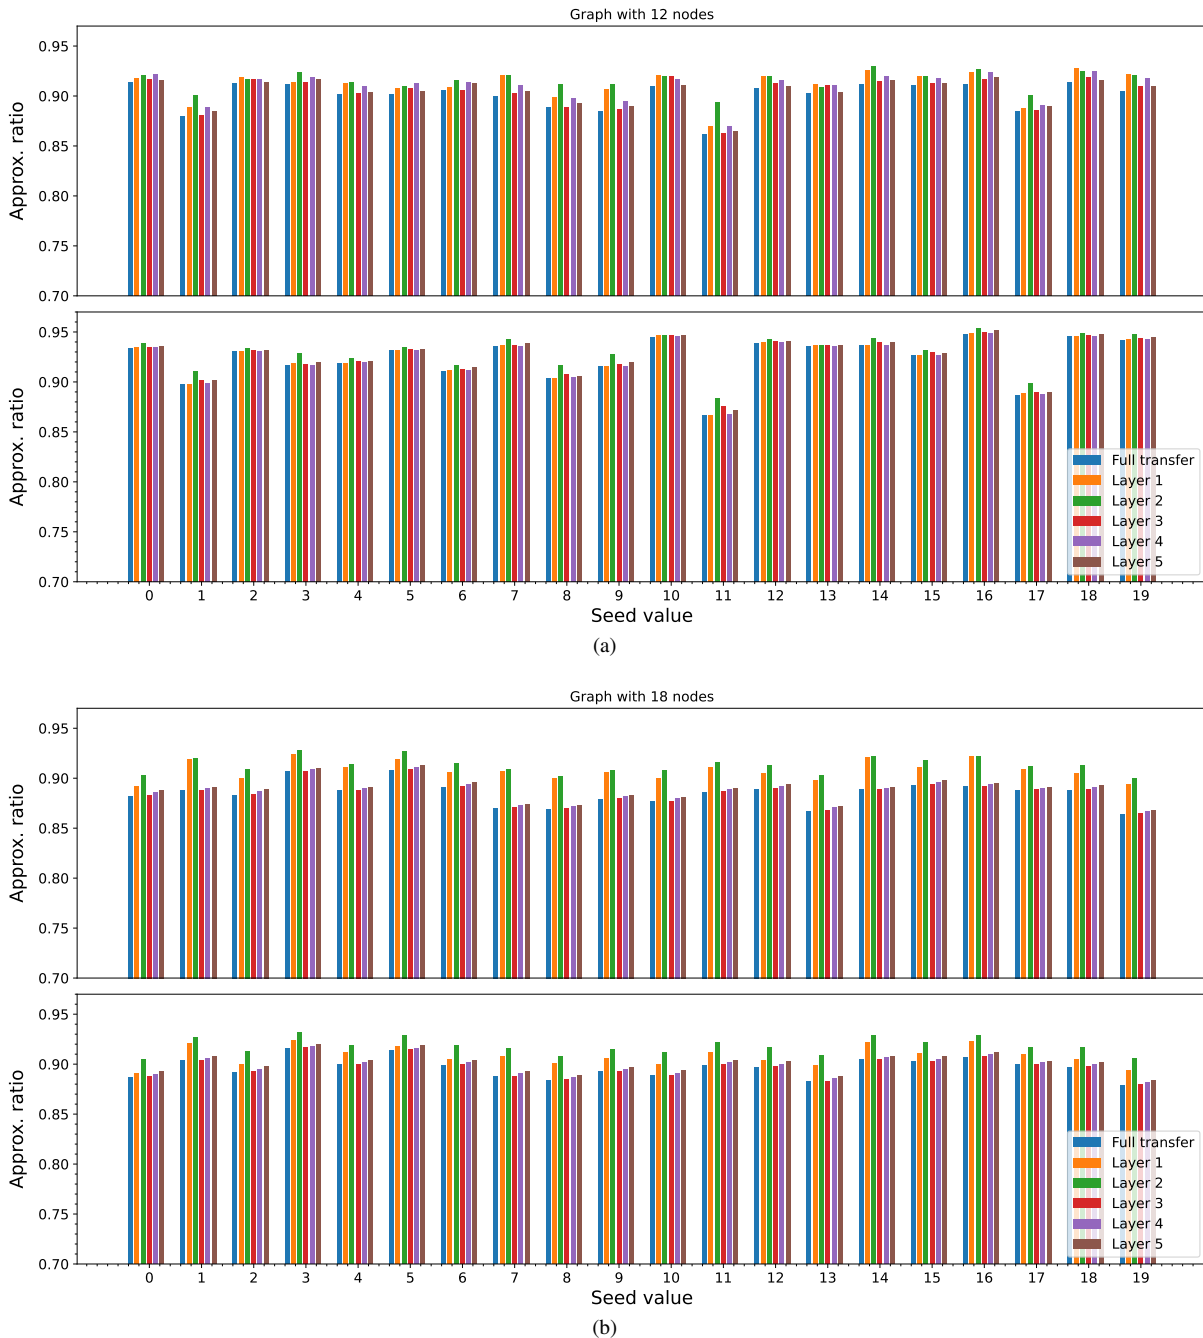 Graph with 12 nodes
0.95
0.90
0.85
0.80
0.75
0.70
Approx. ratio
0.95
0.90
0.85
0.80
0.75
0.70
Approx. ratio
Full transfer
Layer 1
Layer 2
Layer 3
Layer 4
Layer 5
0 1 2 3 4 5 6 7 8 9 10 11 12 13 14 15 16 17 18 19
Seed value
(a)
Graph with 18 nodes
0.95
0.90
0.85
0.80
0.75
0.70
Approx. ratio
0.95
0.90
0.85
0.80
0.75
0.70
Approx. ratio
Full transfer
Layer 1
Layer 2
Layer 3
Layer 4
Layer 5
0 1 2 3 4 5 6 7 8 9 10 11 12 13 14 15 16 17 18 19
Seed value
(b)